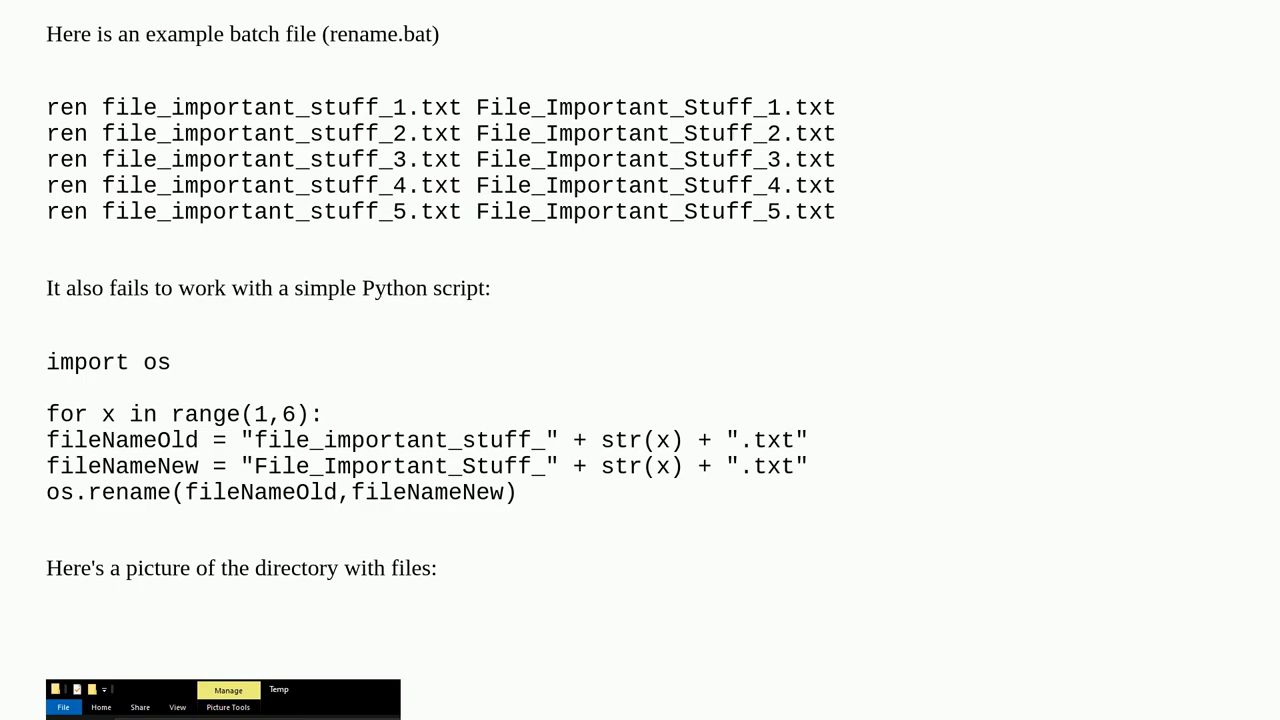 Here is an example batch file (rename.bat)
ren file_important_stuff_1.txt File_Important_Stuff_1.txt
ren file_important_stuff_2.txt File_Important_Stuff_2.txt
ren file_important_stuff_3.txt File_Important_Stuff_3.txt
ren file_important_stuff_4.txt File_Important_Stuff_4.txt
ren file_important_stuff_5.txt File_Important_Stuff_5.txt
It also fails to work with a simple Python script:
import os
for x in range(1,6):
fileNameOld = "file_important_stuff_" + str(x) + ".txt"
fileNameNew = "File_Important_Stuff_" + str(x) + ".txt"
os.rename(fileNameOld,fileNameNew)
Here's a picture of the directory with files:
Manage Temp
File Home Share View Picture Tools